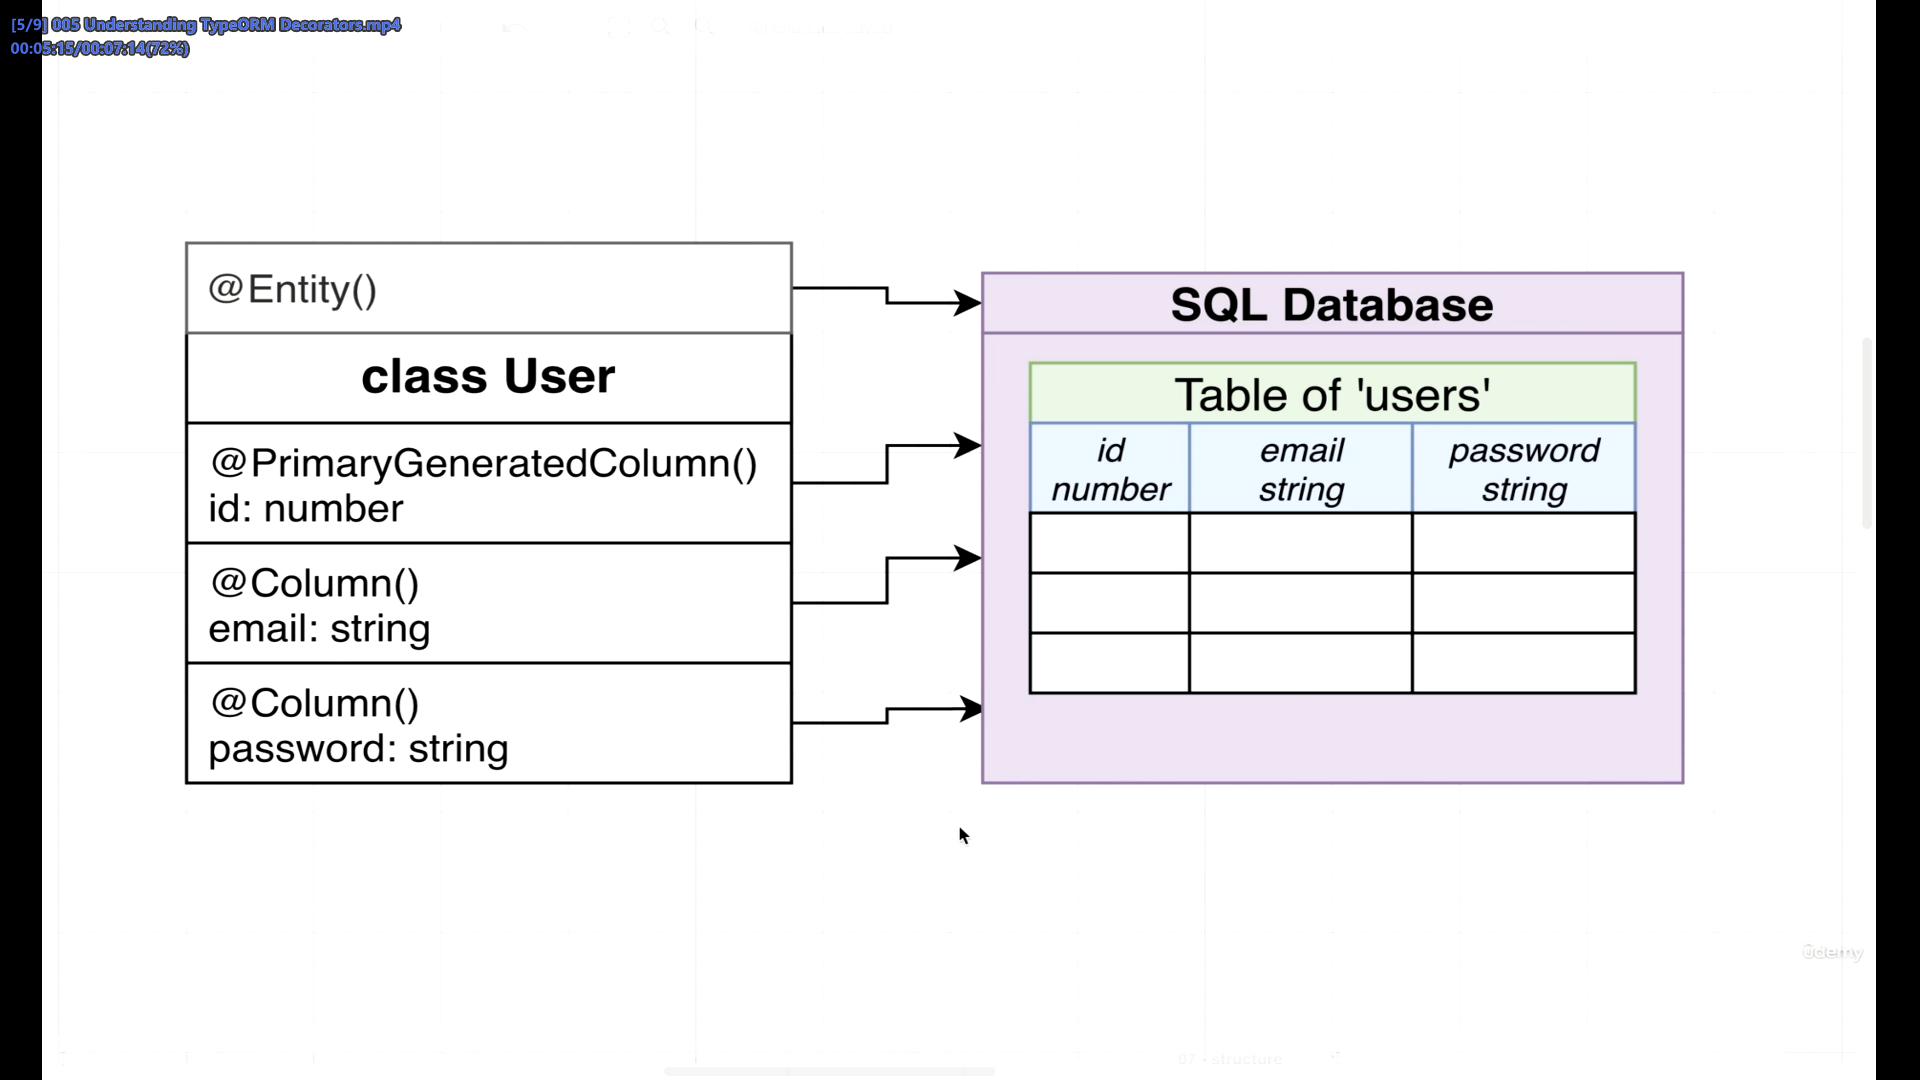 [5/9] 005 Understanding TypeORM Decorators.mp4
00:05:15/00:07:14(72%)
@Entity()
class User
@PrimaryGeneratedColumn()
id: number
@Column()
email: string
@Column()
password: string
SQL Database
Table of 'users'
id
number
email
string
password
string
ûdemy
07 - structure